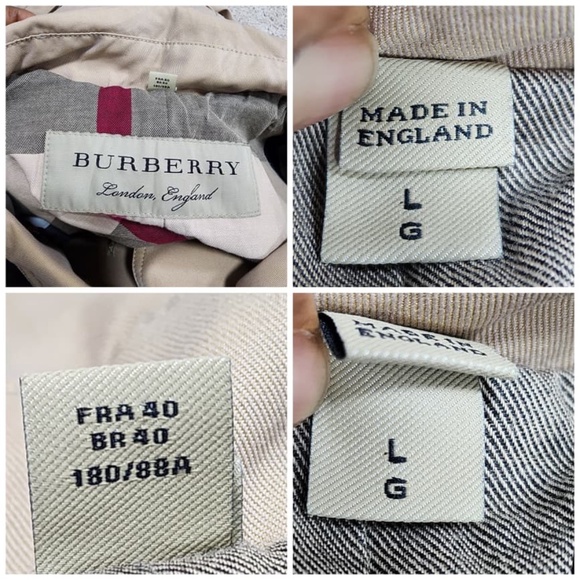 BURBERRY
London, England
MADE IN
ENGLAND
L
G
FRA 40
BR 40
180/88A
MADE IN
ENGLAND
L
G